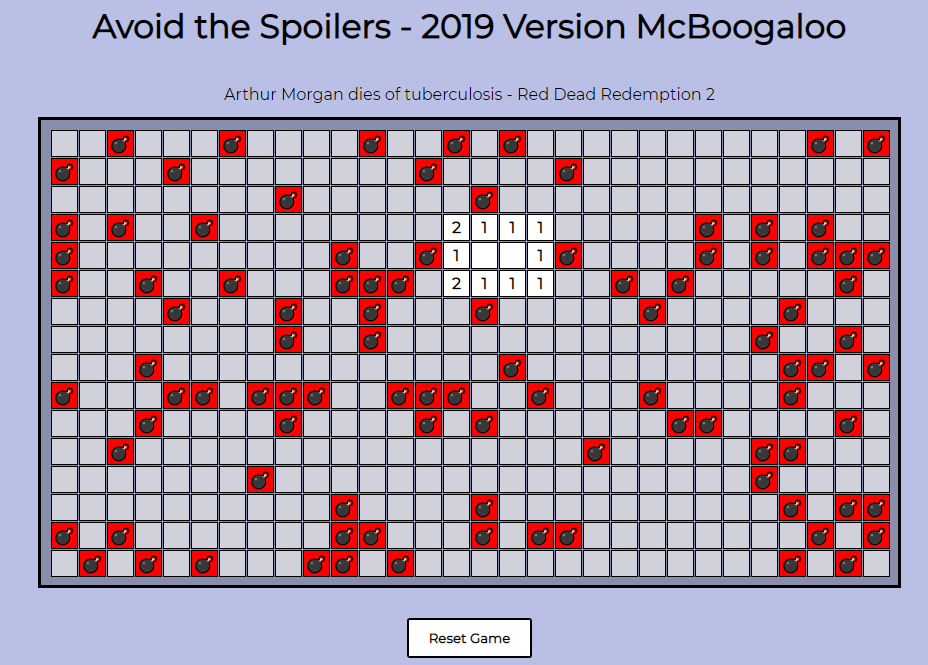 Avoid the Spoilers - 2019 Version McBoogaloo
Arthur Morgan dies of tuberculosis - Red Dead Redemption 2
2 1 1 1
1 1
2 1 1 1
Reset Game